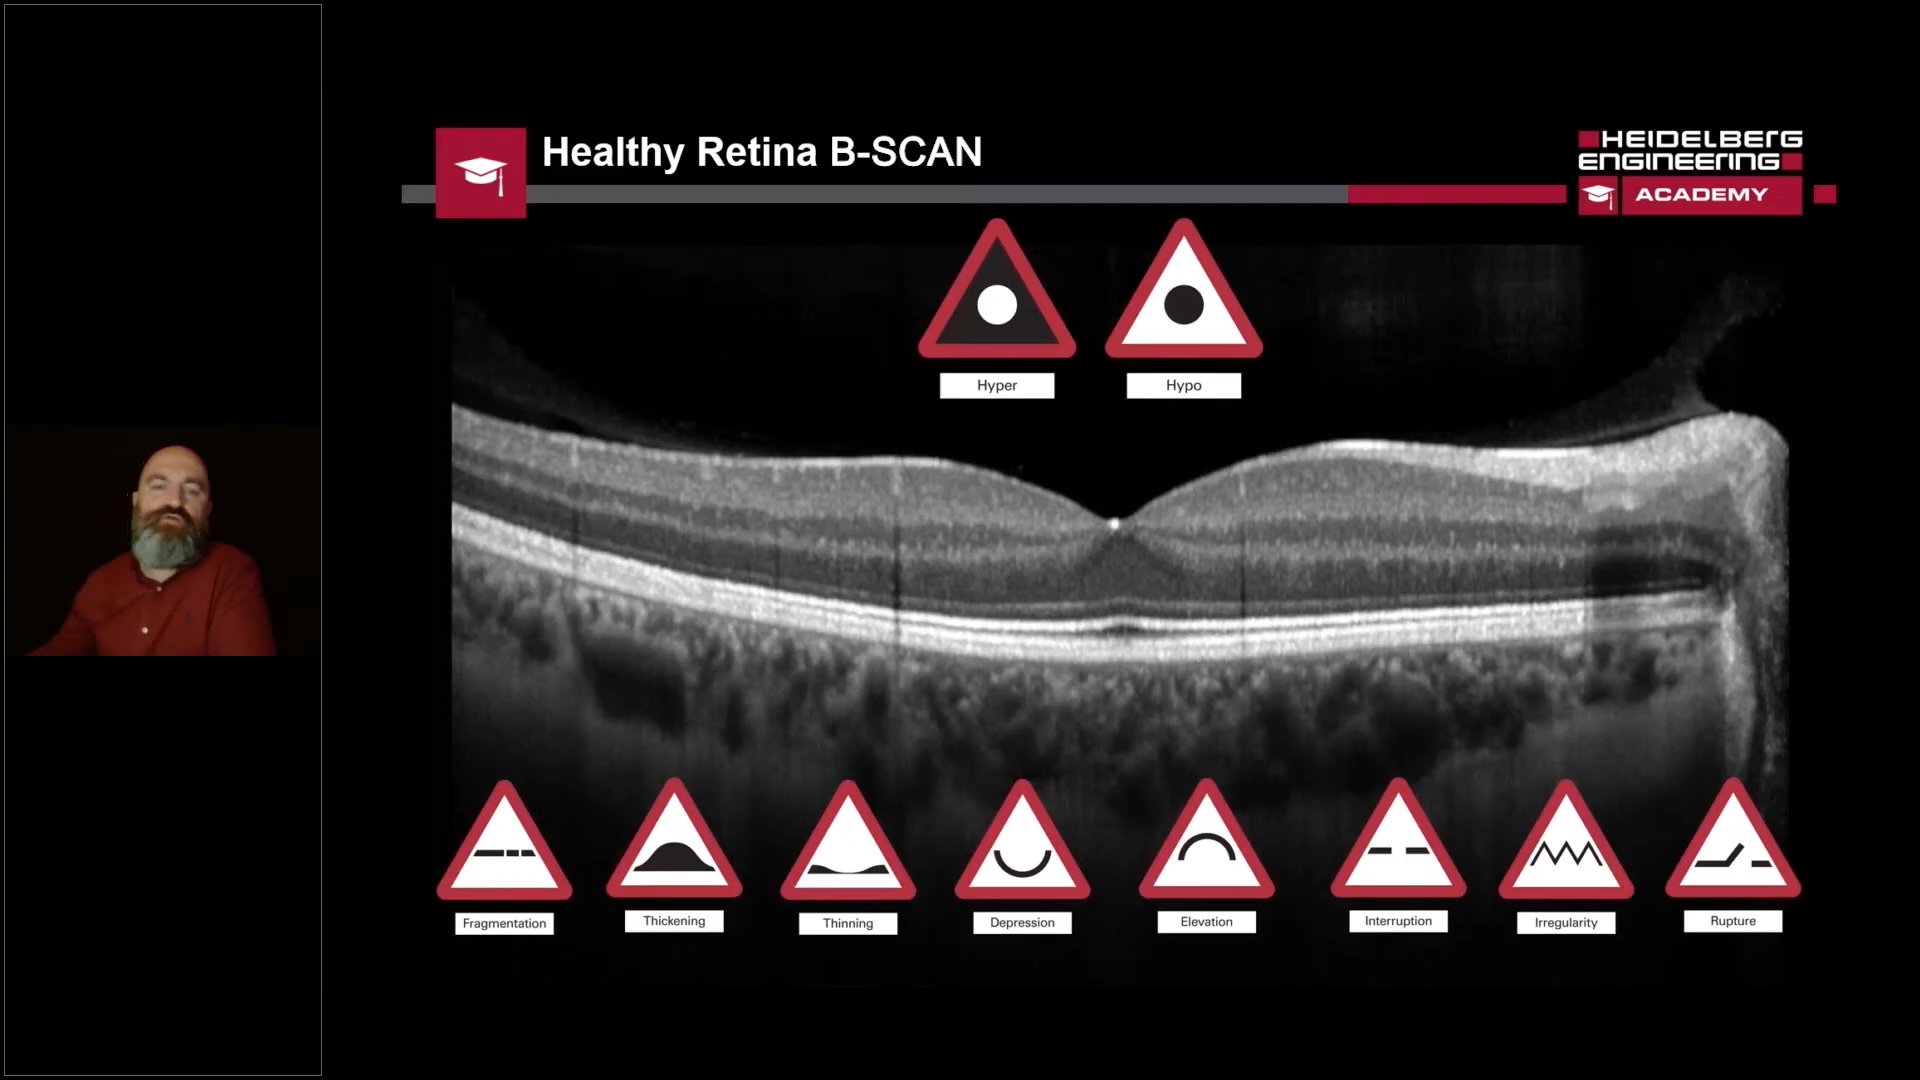 Healthy Retina B-SCAN
HEIDELBERG
ENGINEERING
ACADEMY
Hyper
Hypo
Fragmentation
Thickening
Thinning
Depression
Elevation
Interruption
Irregularity
Rupture